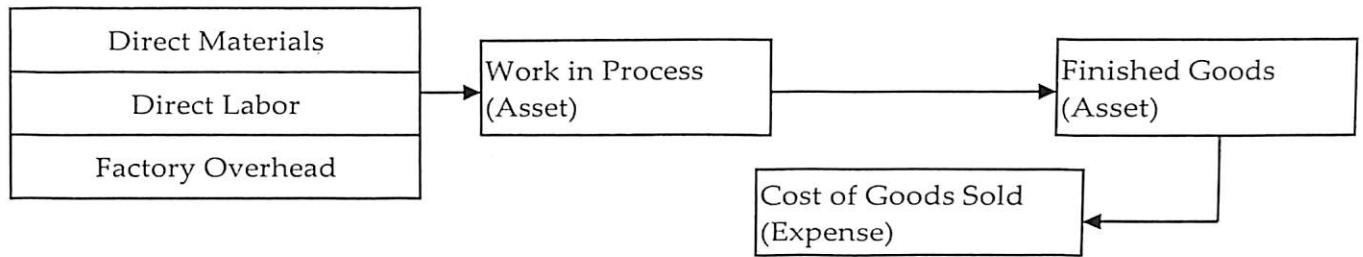 Direct Materials
Direct Labor
Factory Overhead
Work in Process
(Asset)
Finished Goods
(Asset)
Cost of Goods Sold
(Expense)